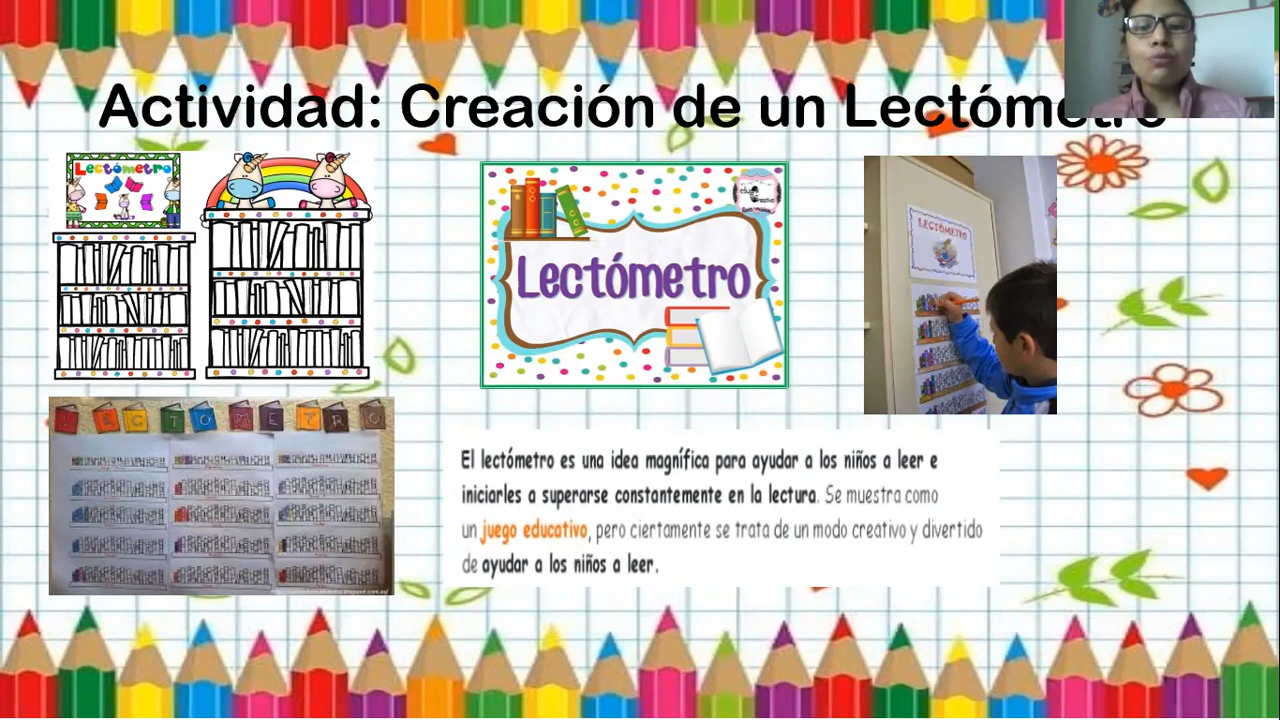 Actividad: Creación de un Lectómetro
Lectómetro
Lectómetro
LECTÓMETRO
LECTOMETRO
El lectómetro es una idea magnífica para ayudar a los niños a leer e
iniciarles a superarse constantemente en la lectura. Se muestra como
un juego educativo, pero ciertamente se trata de un modo creativo y divertido
de ayudar a los niños a leer.